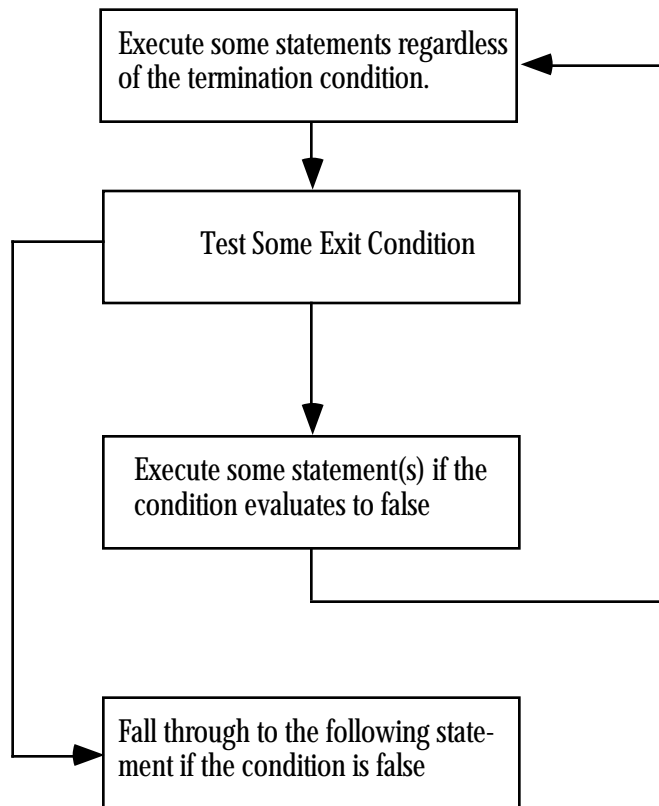 Execute some statements regardless
of the termination condition.
Test Some Exit Condition
Execute some statement(s) if the
condition evaluates to false
Fall through to the following state-
ment if the condition is false